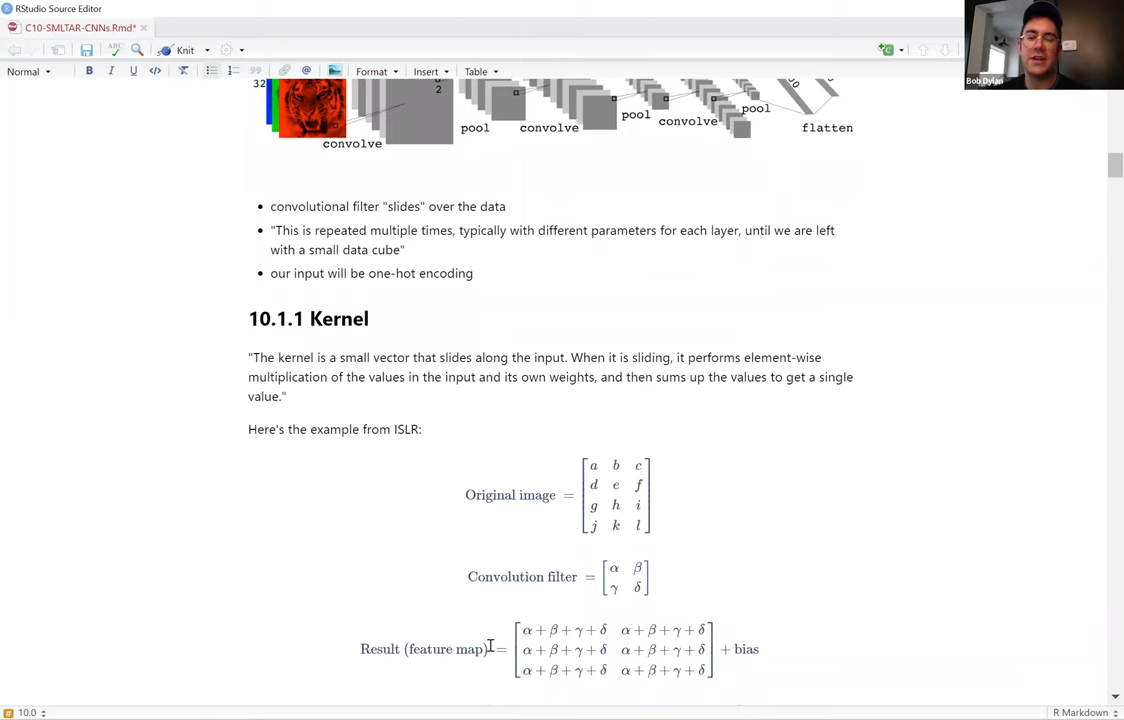 RStudio Source Editor
C10-SMLTAR-CNNs.Rmd*
ABC Knit
Normal B I U </> Format Insert Table
Bob Dylan
32
2
00
pool
convolve
pool
convolve
pool
flatten
convolve
convolutional filter "slides" over the data
"This is repeated multiple times, typically with different parameters for each layer, until we are left
with a small data cube"
our input will be one-hot encoding
10.1.1 Kernel
"The kernel is a small vector that slides along the input. When it is sliding, it performs element-wise
multiplication of the values in the input and its own weights, and then sums up the values to get a single
value."
Here's the example from ISLR:
a b c
d e f
Original image =
g h i
j k l
α β
Convolution filter =
γ δ
α + β + γ + δ α + β + γ + δ
Result (feature map) = α + β + γ + δ α + β + γ + δ + bias
α + β + γ + δ α + β + γ + δ
# 10.0
R Markdown